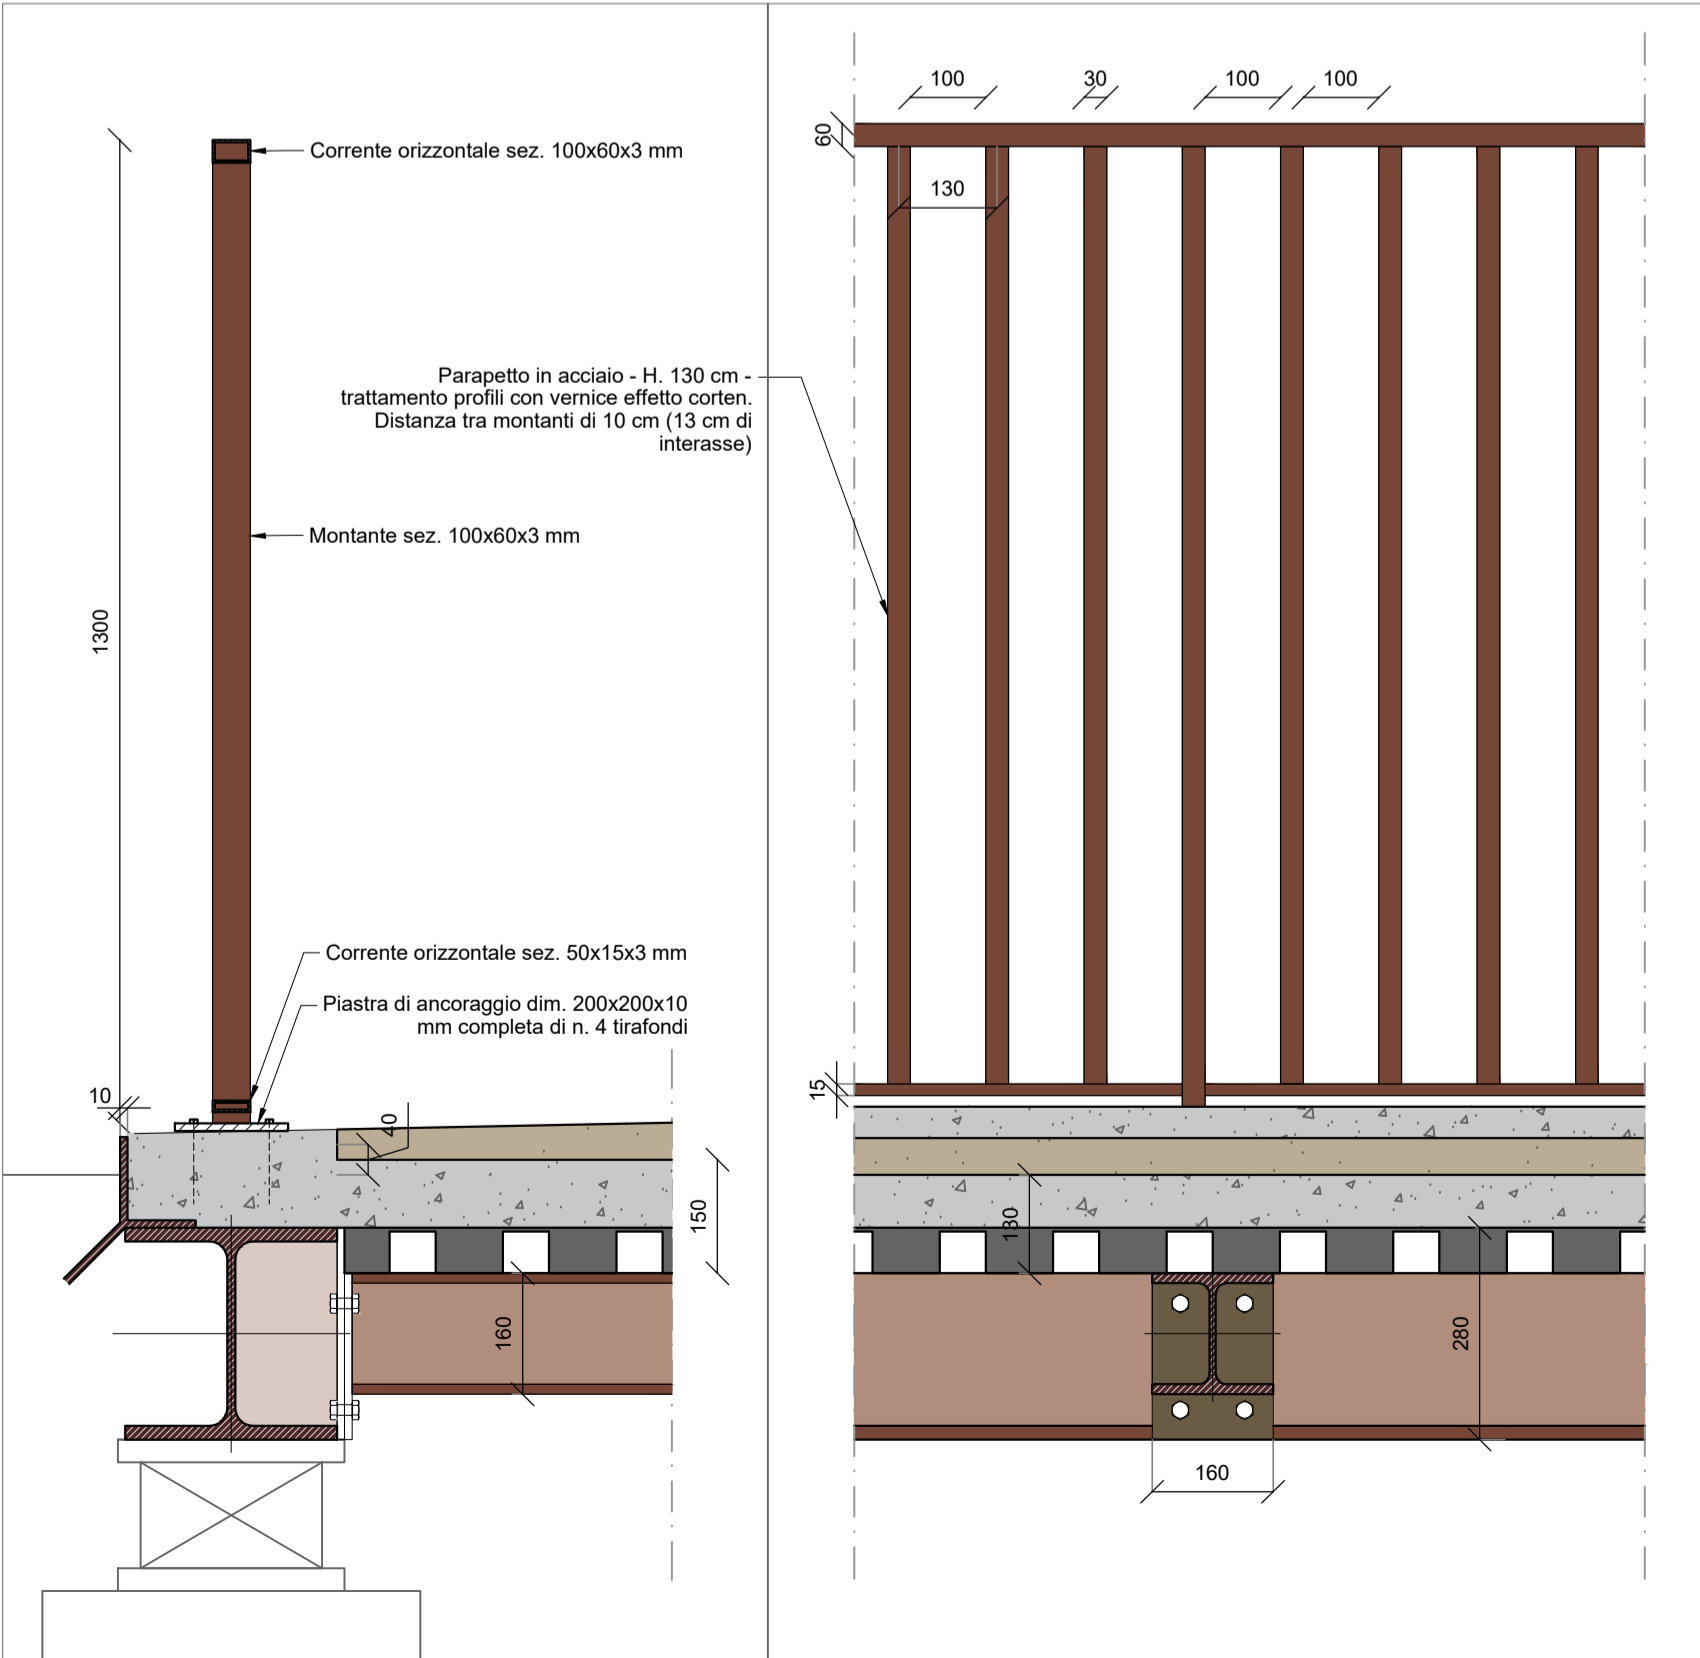 100
30
100
100
60
Corrente orizzontale sez. 100x60x3 mm
130
Parapetto in acciaio - H. 130 cm -
trattamento profili con vernice effetto corten.
Distanza tra montanti di 10 cm (13 cm di
interasse)
Montante sez. 100x60x3 mm
1300
Corrente orizzontale sez. 50x15x3 mm
Piastra di ancoraggio dim. 200x200x10
mm completa di n. 4 tirafondi
10
15
40
150
130
160
280
160